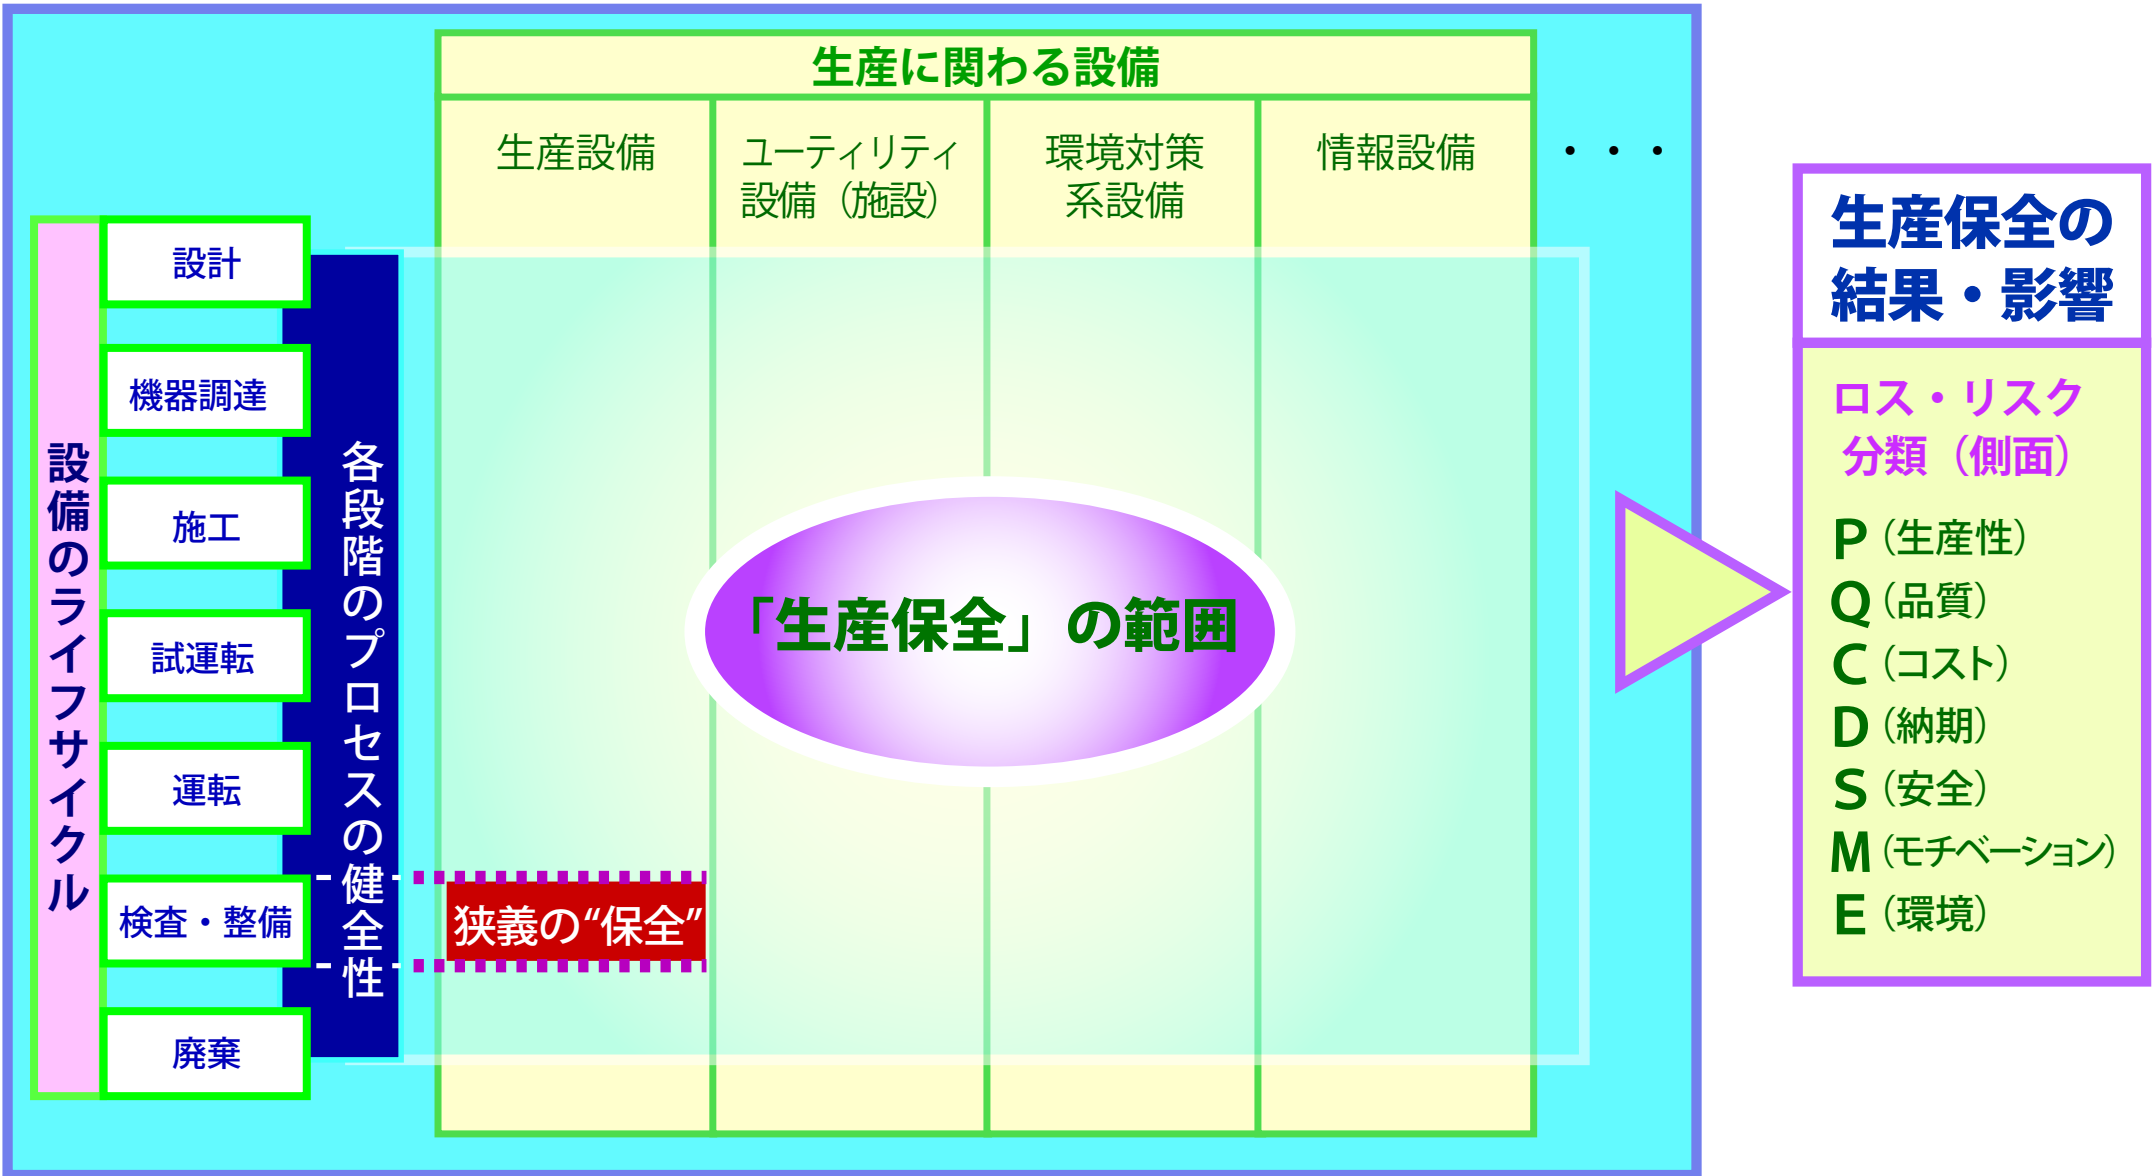 生産に関わる設備
生産設備
ユーティリティ
設備（施設）
環境対策
系設備
情報設備
・・・
設備のライフサイクル
設計
機器調達
施工
試運転
運転
検査・整備
廃棄
各段階のプロセスの健全性
「生産保全」の範囲
狭義の“保全”
生産保全の
結果・影響
ロス・リスク
分類（側面）
P（生産性）
Q（品質）
C（コスト）
D（納期）
S（安全）
M（モチベーション）
E（環境）